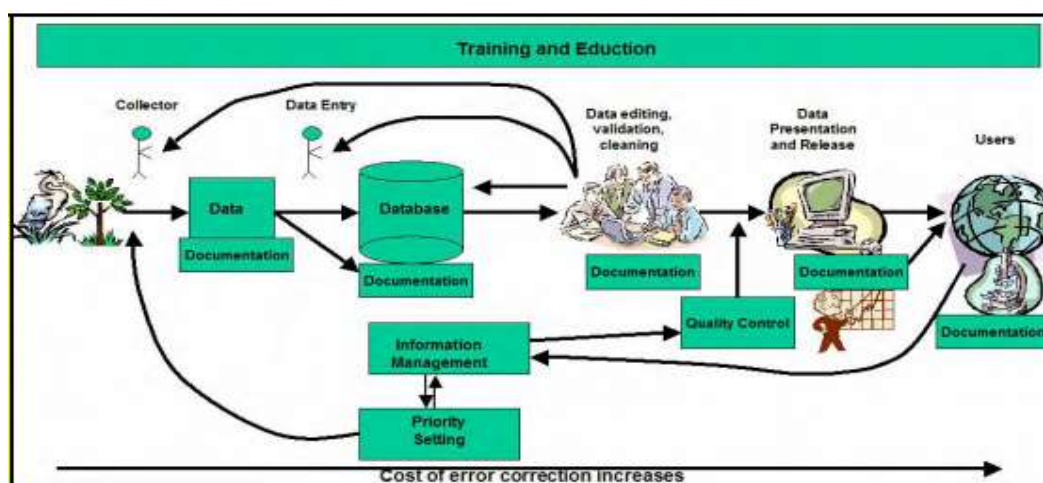 Training and Eduction
Collector
Data Entry
Data editing,
validation,
cleaning
Data
Presentation
and Release
Users
Data
Documentation
Database
Documentation
Documentation
Documentation
Documentation
Quality Control
Information
Management
Priority
Setting
Cost of error correction increases